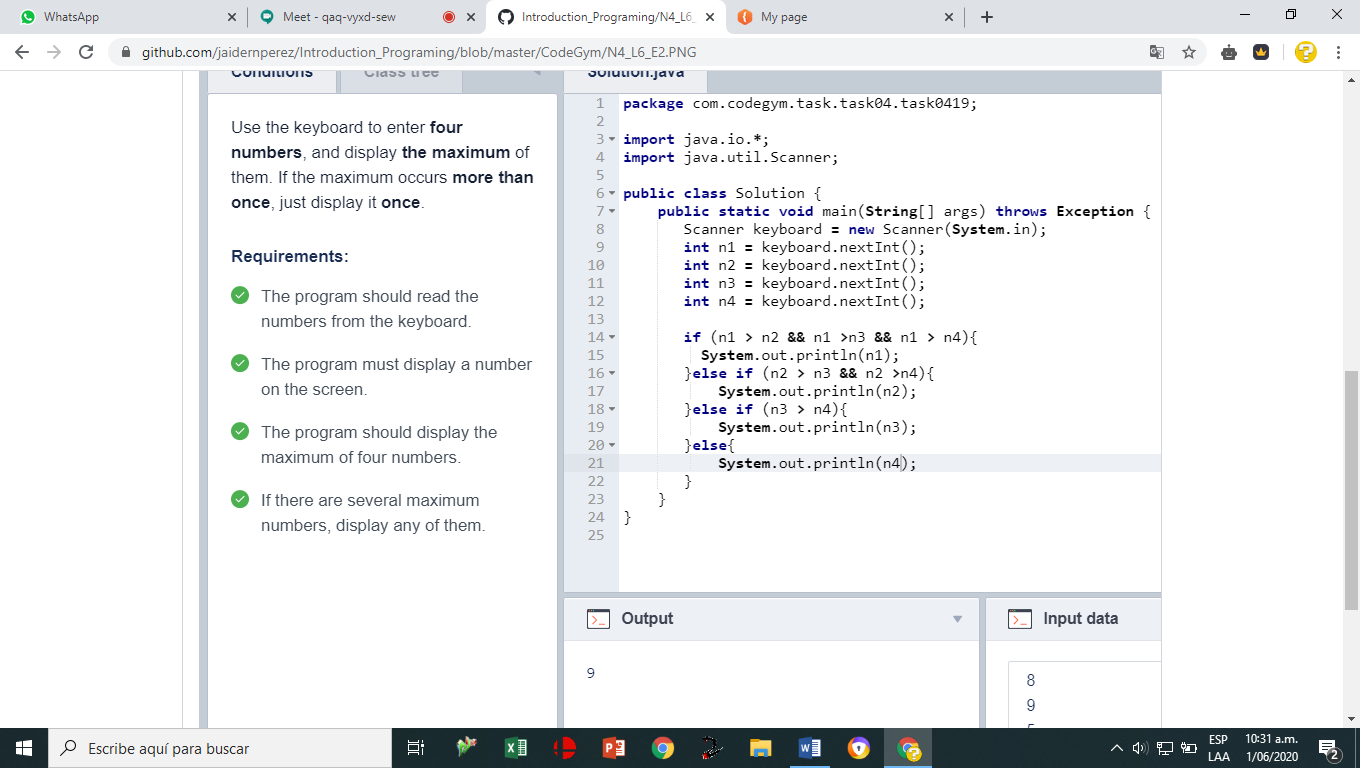 WhatsApp
Meet - qaq-vyxd-sew
Introduction_Programing/N4_L6_
My page
github.com/jaidernperez/Introduction_Programing/blob/master/CodeGym/N4_L6_E2.PNG
Conditions
Class tree
Solution.java
Use the keyboard to enter four
numbers, and display the maximum of
them. If the maximum occurs more than
once, just display it once.
Requirements:
The program should read the
numbers from the keyboard.
The program must display a number
on the screen.
The program should display the
maximum of four numbers.
If there are several maximum
numbers, display any of them.
1 package com.codegym.task.task04.task0419;
2
3 import java.io.*;
4 import java.util.Scanner;
5
6 public class Solution {
7 public static void main(String[] args) throws Exception {
8 Scanner keyboard = new Scanner(System.in);
9 int n1 = keyboard.nextInt();
10 int n2 = keyboard.nextInt();
11 int n3 = keyboard.nextInt();
12 int n4 = keyboard.nextInt();
13
14 if (n1 > n2 && n1 >n3 && n1 > n4){
15 System.out.println(n1);
16 }else if (n2 > n3 && n2 >n4){
17 System.out.println(n2);
18 }else if (n3 > n4){
19 System.out.println(n3);
20 }else{
21 System.out.println(n4);
22 }
23 }
24 }
25
Output
9
Input data
8
9
Escribe aquí para buscar
ESP
LAA
10:31 a.m.
1/06/2020
2